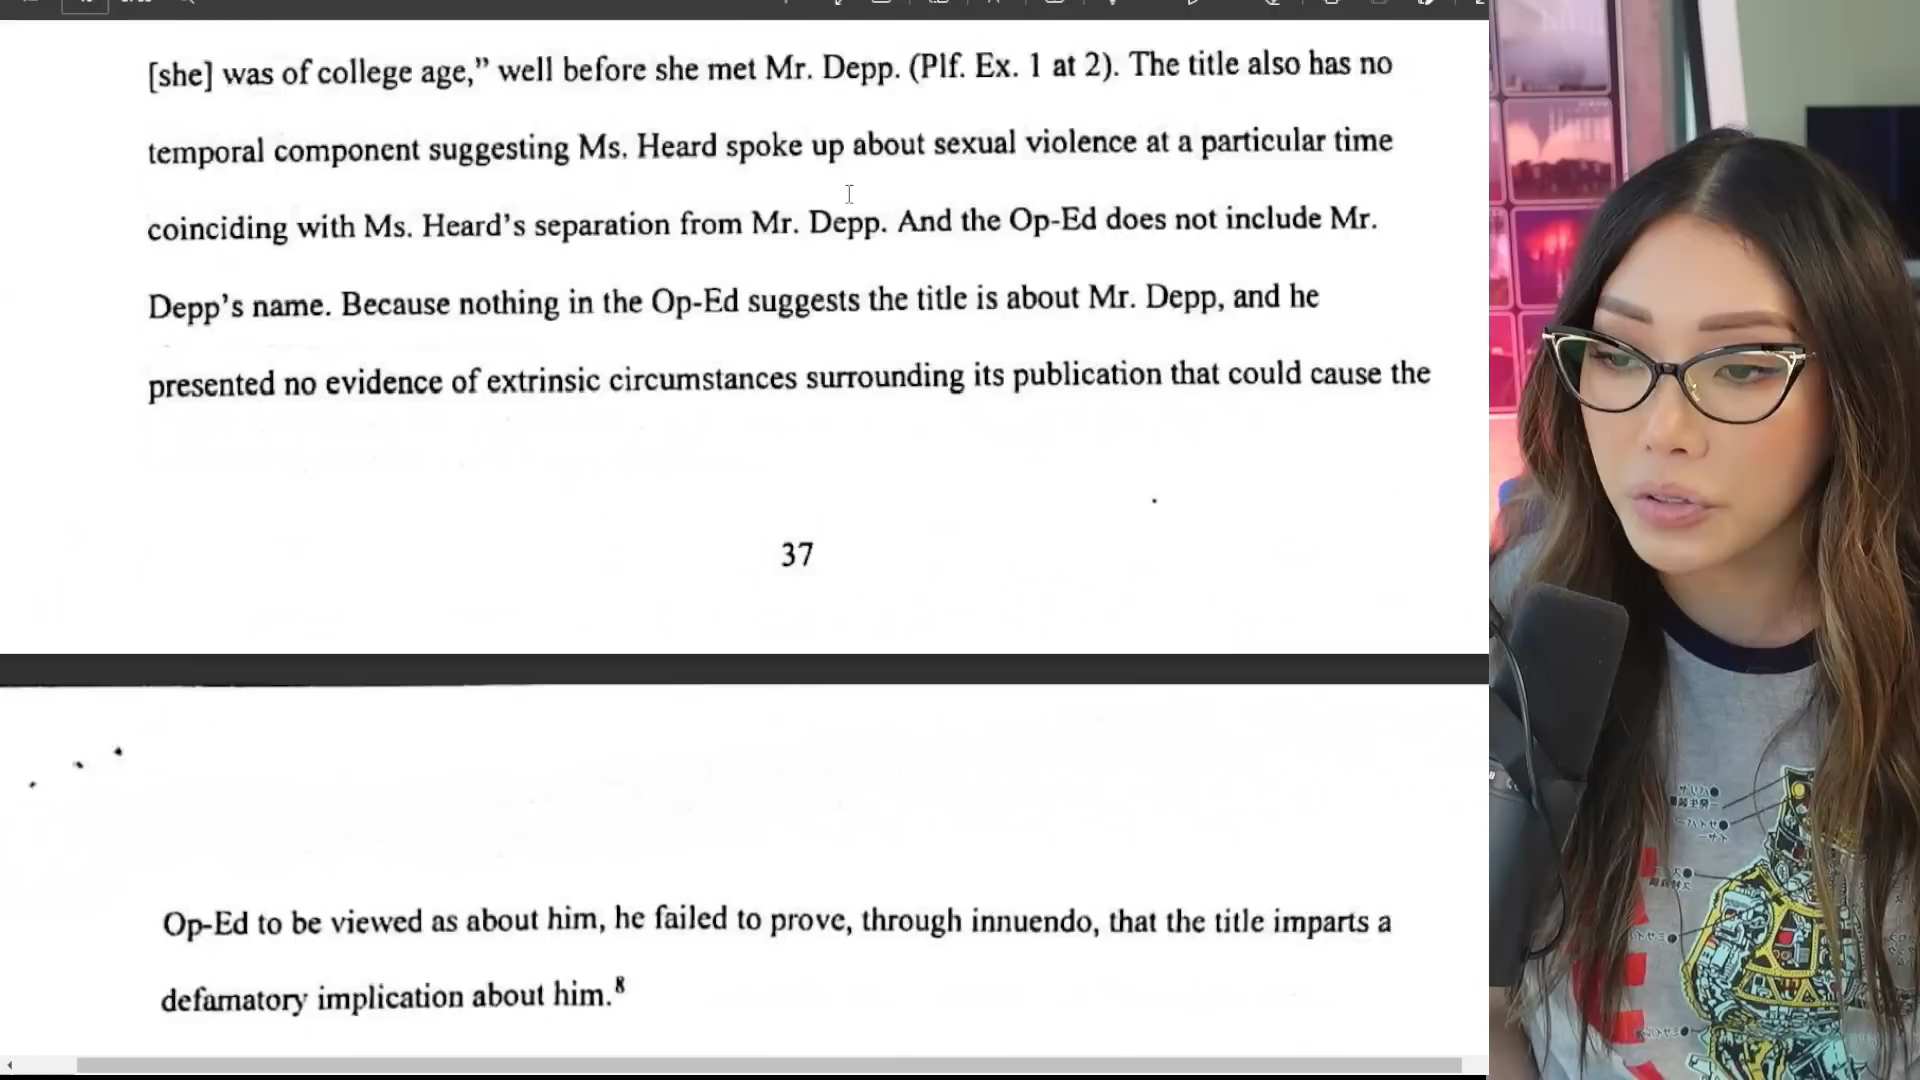 [she] was of college age,” well before she met Mr. Depp. (Plf. Ex. 1 at 2). The title also has no
temporal component suggesting Ms. Heard spoke up about sexual violence at a particular time
coinciding with Ms. Heard’s separation from Mr. Depp. And the Op-Ed does not include Mr.
Depp’s name. Because nothing in the Op-Ed suggests the title is about Mr. Depp, and he
presented no evidence of extrinsic circumstances surrounding its publication that could cause the
37
Op-Ed to be viewed as about him, he failed to prove, through innuendo, that the title imparts a
defamatory implication about him.⁸